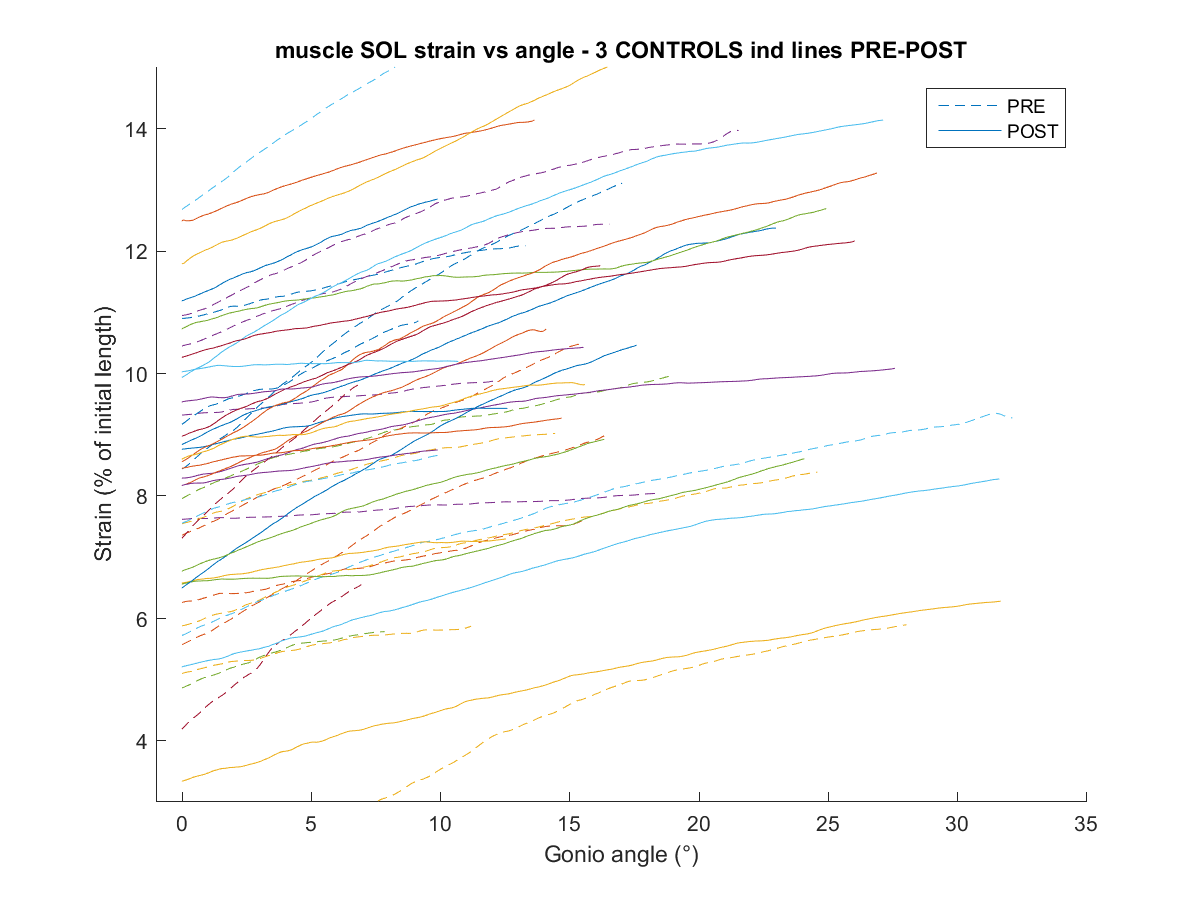 muscle SOL strain vs angle - 3 CONTROLS ind lines PRE-POST
PRE
POST
14
12
10
8
6
4
Strain (% of initial length)
0 5 10 15 20 25 30 35
Gonio angle (°)